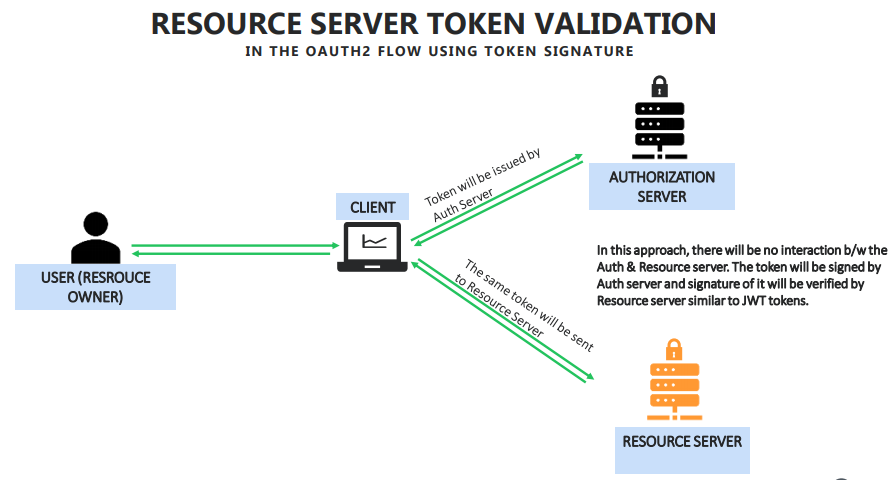 RESOURCE SERVER TOKEN VALIDATION
IN THE OAUTH2 FLOW USING TOKEN SIGNATURE
AUTHORIZATION
SERVER
Token will be issued by
Auth Server
CLIENT
USER (RESROUCE
OWNER)
In this approach, there will be no interaction b/w the
Auth & Resource server. The token will be signed by
Auth server and signature of it will be verified by
Resource server similar to JWT tokens.
The same token will be sent
to Resource Server
RESOURCE SERVER